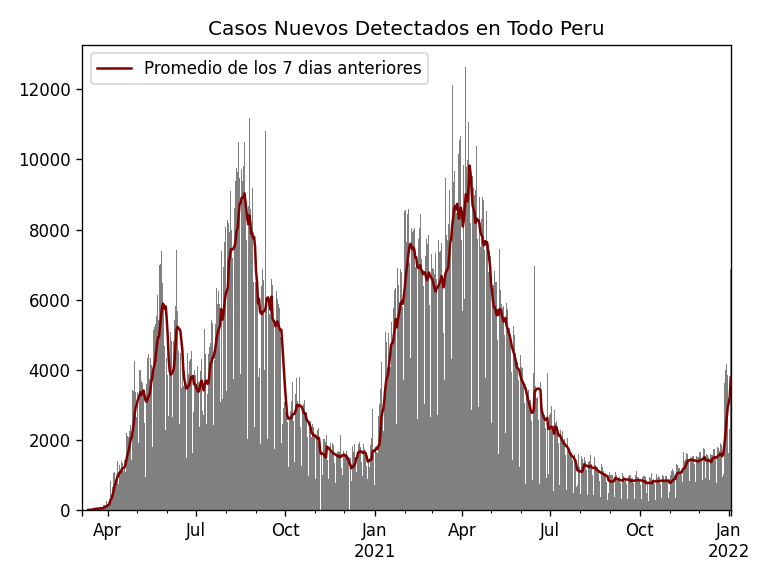 Casos Nuevos Detectados en Todo Peru
Promedio de los 7 dias anteriores
12000
10000
8000
6000
4000
2000
0
Apr Jul Oct Jan Apr Jul Oct Jan
2021 2022